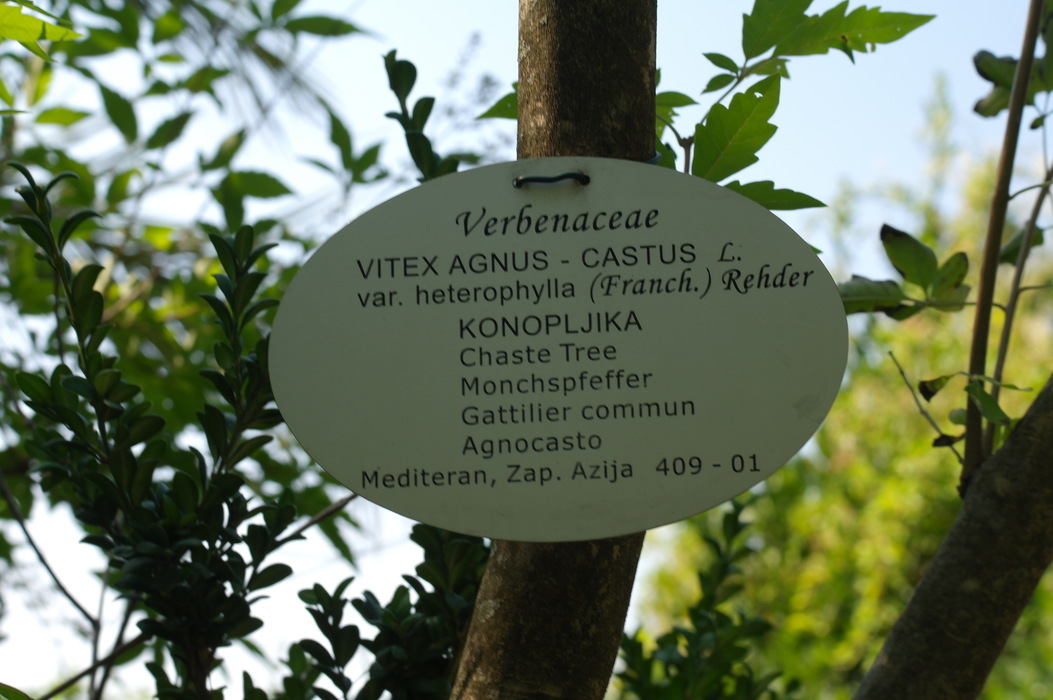 Verbenaceae
VITEX AGNUS - CASTUS L.
var. heterophylla (Franch.) Rehder
KONOPLJIKA
Chaste Tree
Monchspfeffer
Gattilier commun
Agnocasto
Mediteran, Zap. Azija 409 - 01